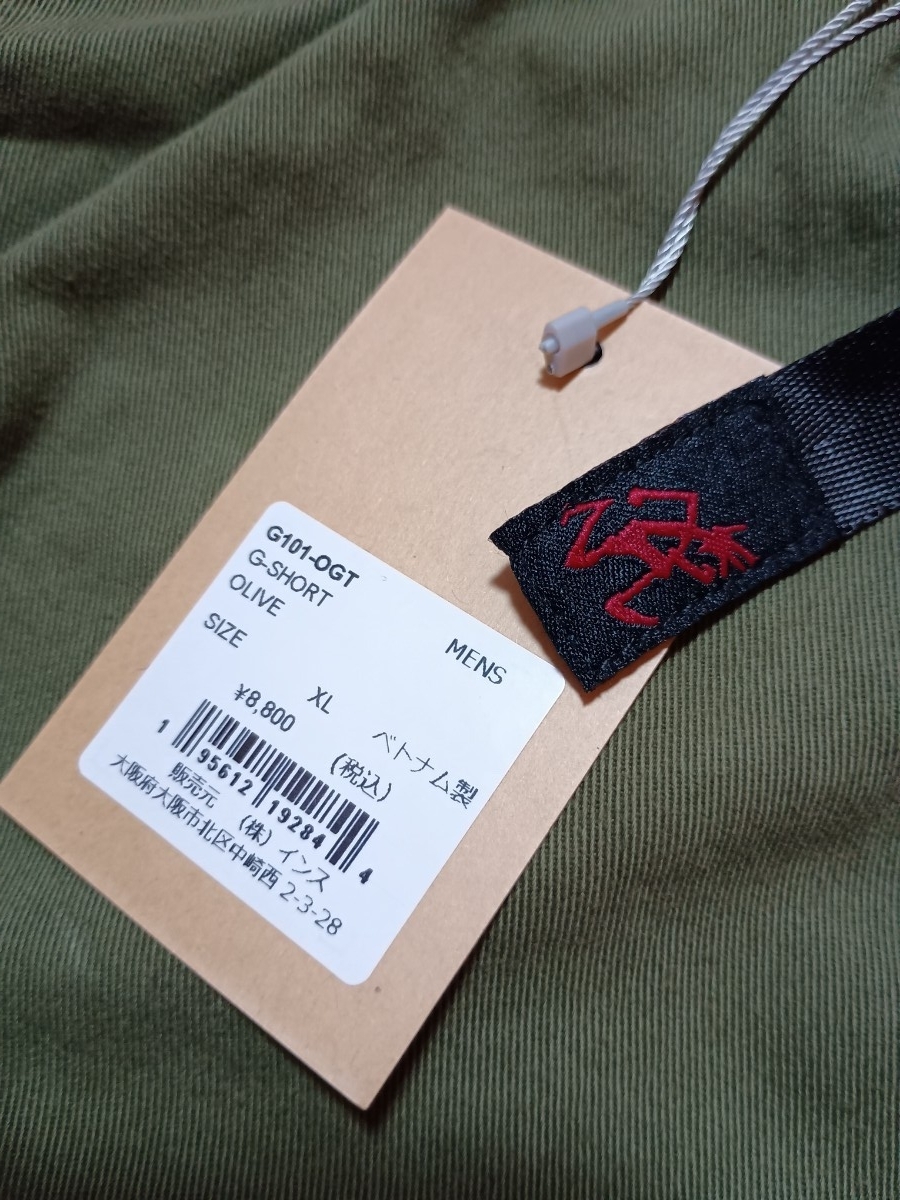 G101-OGT
G-SHORT
OLIVE
MENS
SIZE
XL
¥8,800
(税込)
ベトナム製
1 95612 19284 4
販売元 (株) インス
大阪府大阪市北区中崎西 2-3-28